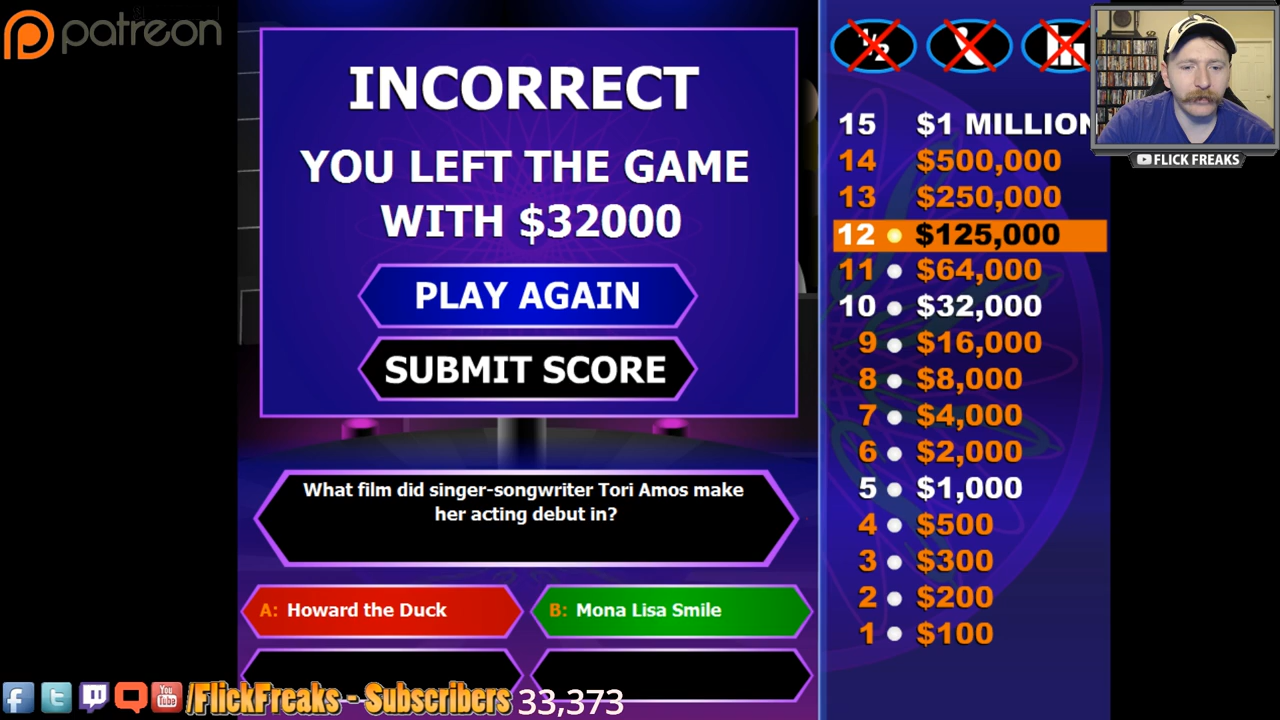 patreon
INCORRECT
YOU LEFT THE GAME
WITH $32000
PLAY AGAIN
SUBMIT SCORE
What film did singer-songwriter Tori Amos make
her acting debut in?
A: Howard the Duck
B: Mona Lisa Smile
½
15 $1 MILLION
14 $500,000
13 $250,000
12 $125,000
11 $64,000
10 $32,000
9 $16,000
8 $8,000
7 $4,000
6 $2,000
5 $1,000
4 $500
3 $300
2 $200
1 $100
FLICK FREAKS
f You Tube /FlickFreaks - Subscribers 33,373